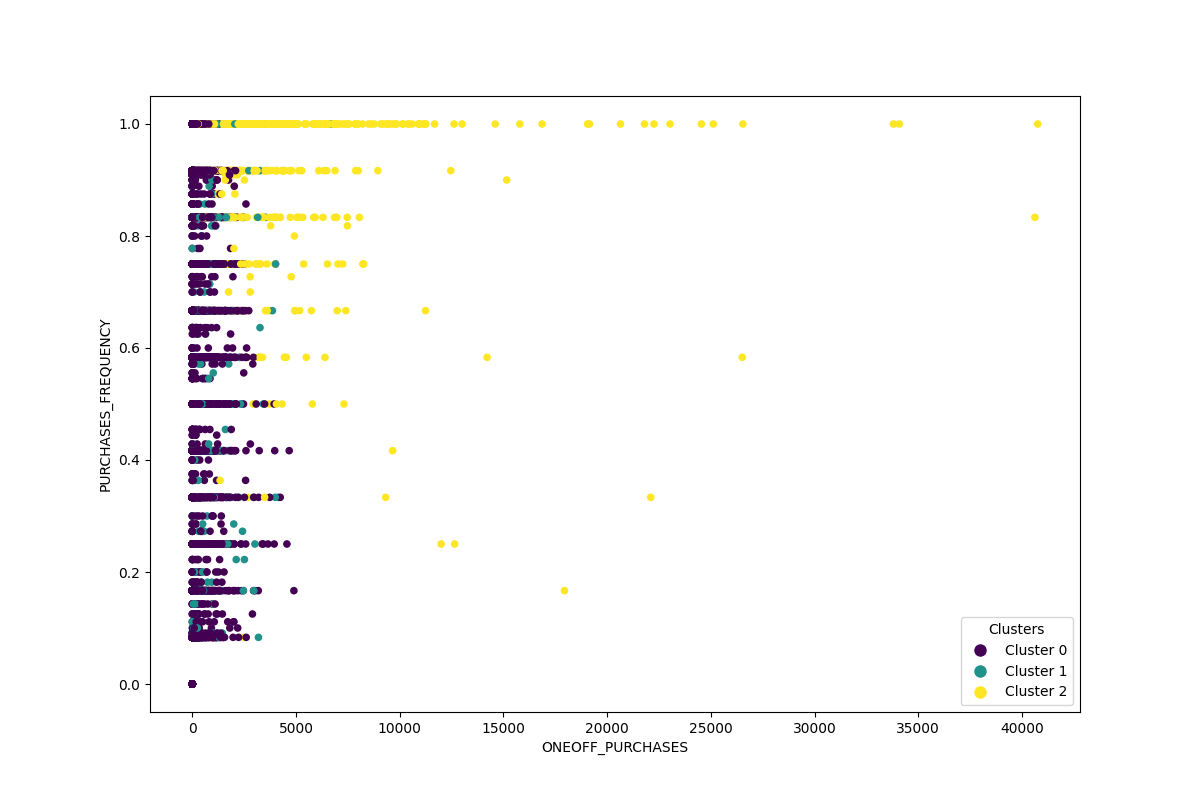 1.0
0.8
0.6
0.4
0.2
0.0
PURCHASES_FREQUENCY
0 5000 10000 15000 20000 25000 30000 35000 40000
ONEOFF_PURCHASES
Clusters
Cluster 0
Cluster 1
Cluster 2